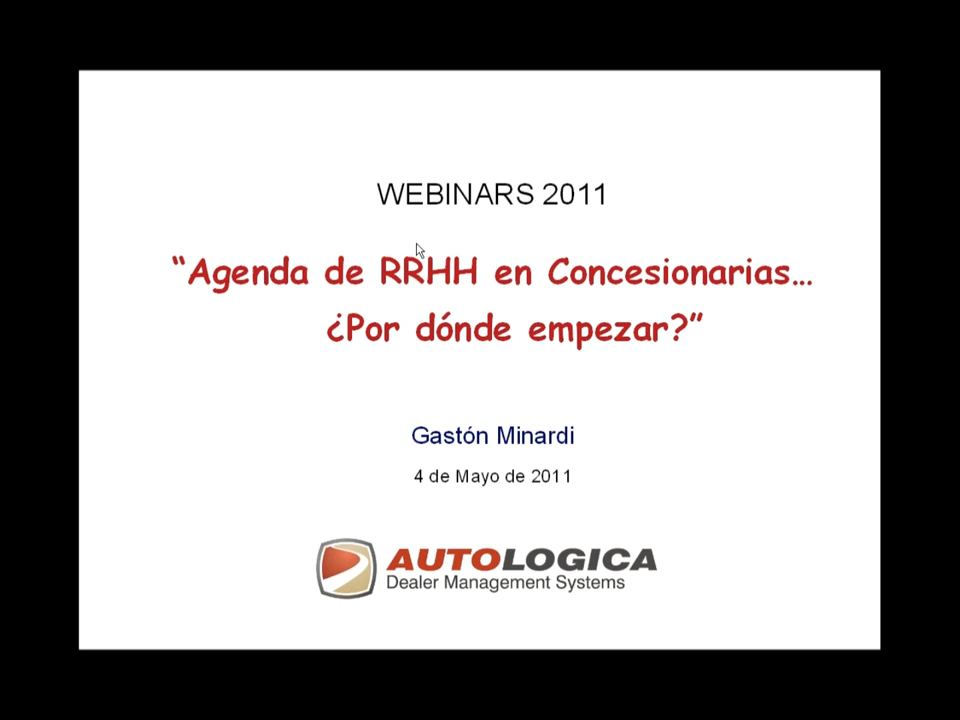 WEBINARS 2011
“Agenda de RRHH en Concesionarias...
¿Por dónde empezar?”
Gastón Minardi
4 de Mayo de 2011
AUTOLOGICA
Dealer Management Systems